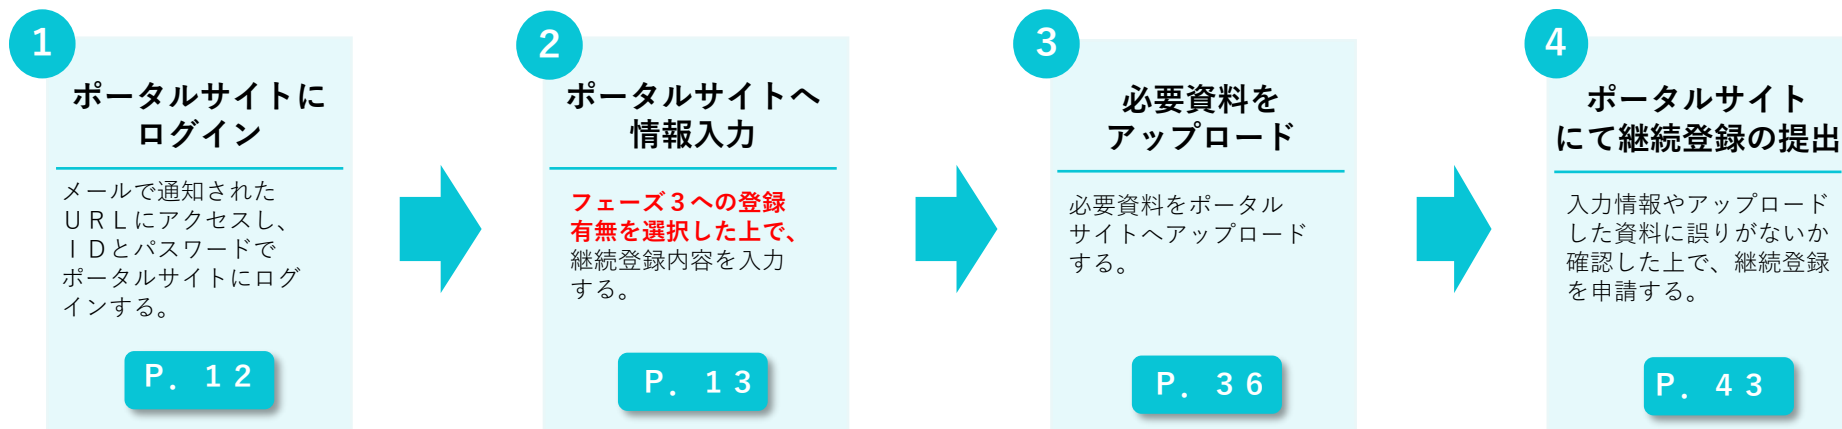 1
ポータルサイトに
ログイン
メールで通知された
ＵＲＬにアクセスし、
ＩＤとパスワードで
ポータルサイトにログ
インする。
Ｐ．１２
2
ポータルサイトへ
情報入力
フェーズ３への登録
有無を選択した上で、
継続登録内容を入力
する。
Ｐ．１３
3
必要資料を
アップロード
必要資料をポータル
サイトへアップロード
する。
Ｐ．３６
4
ポータルサイト
にて継続登録の提出
入力情報やアップロード
した資料に誤りがないか
確認した上で、継続登録
を申請する。
Ｐ．４３